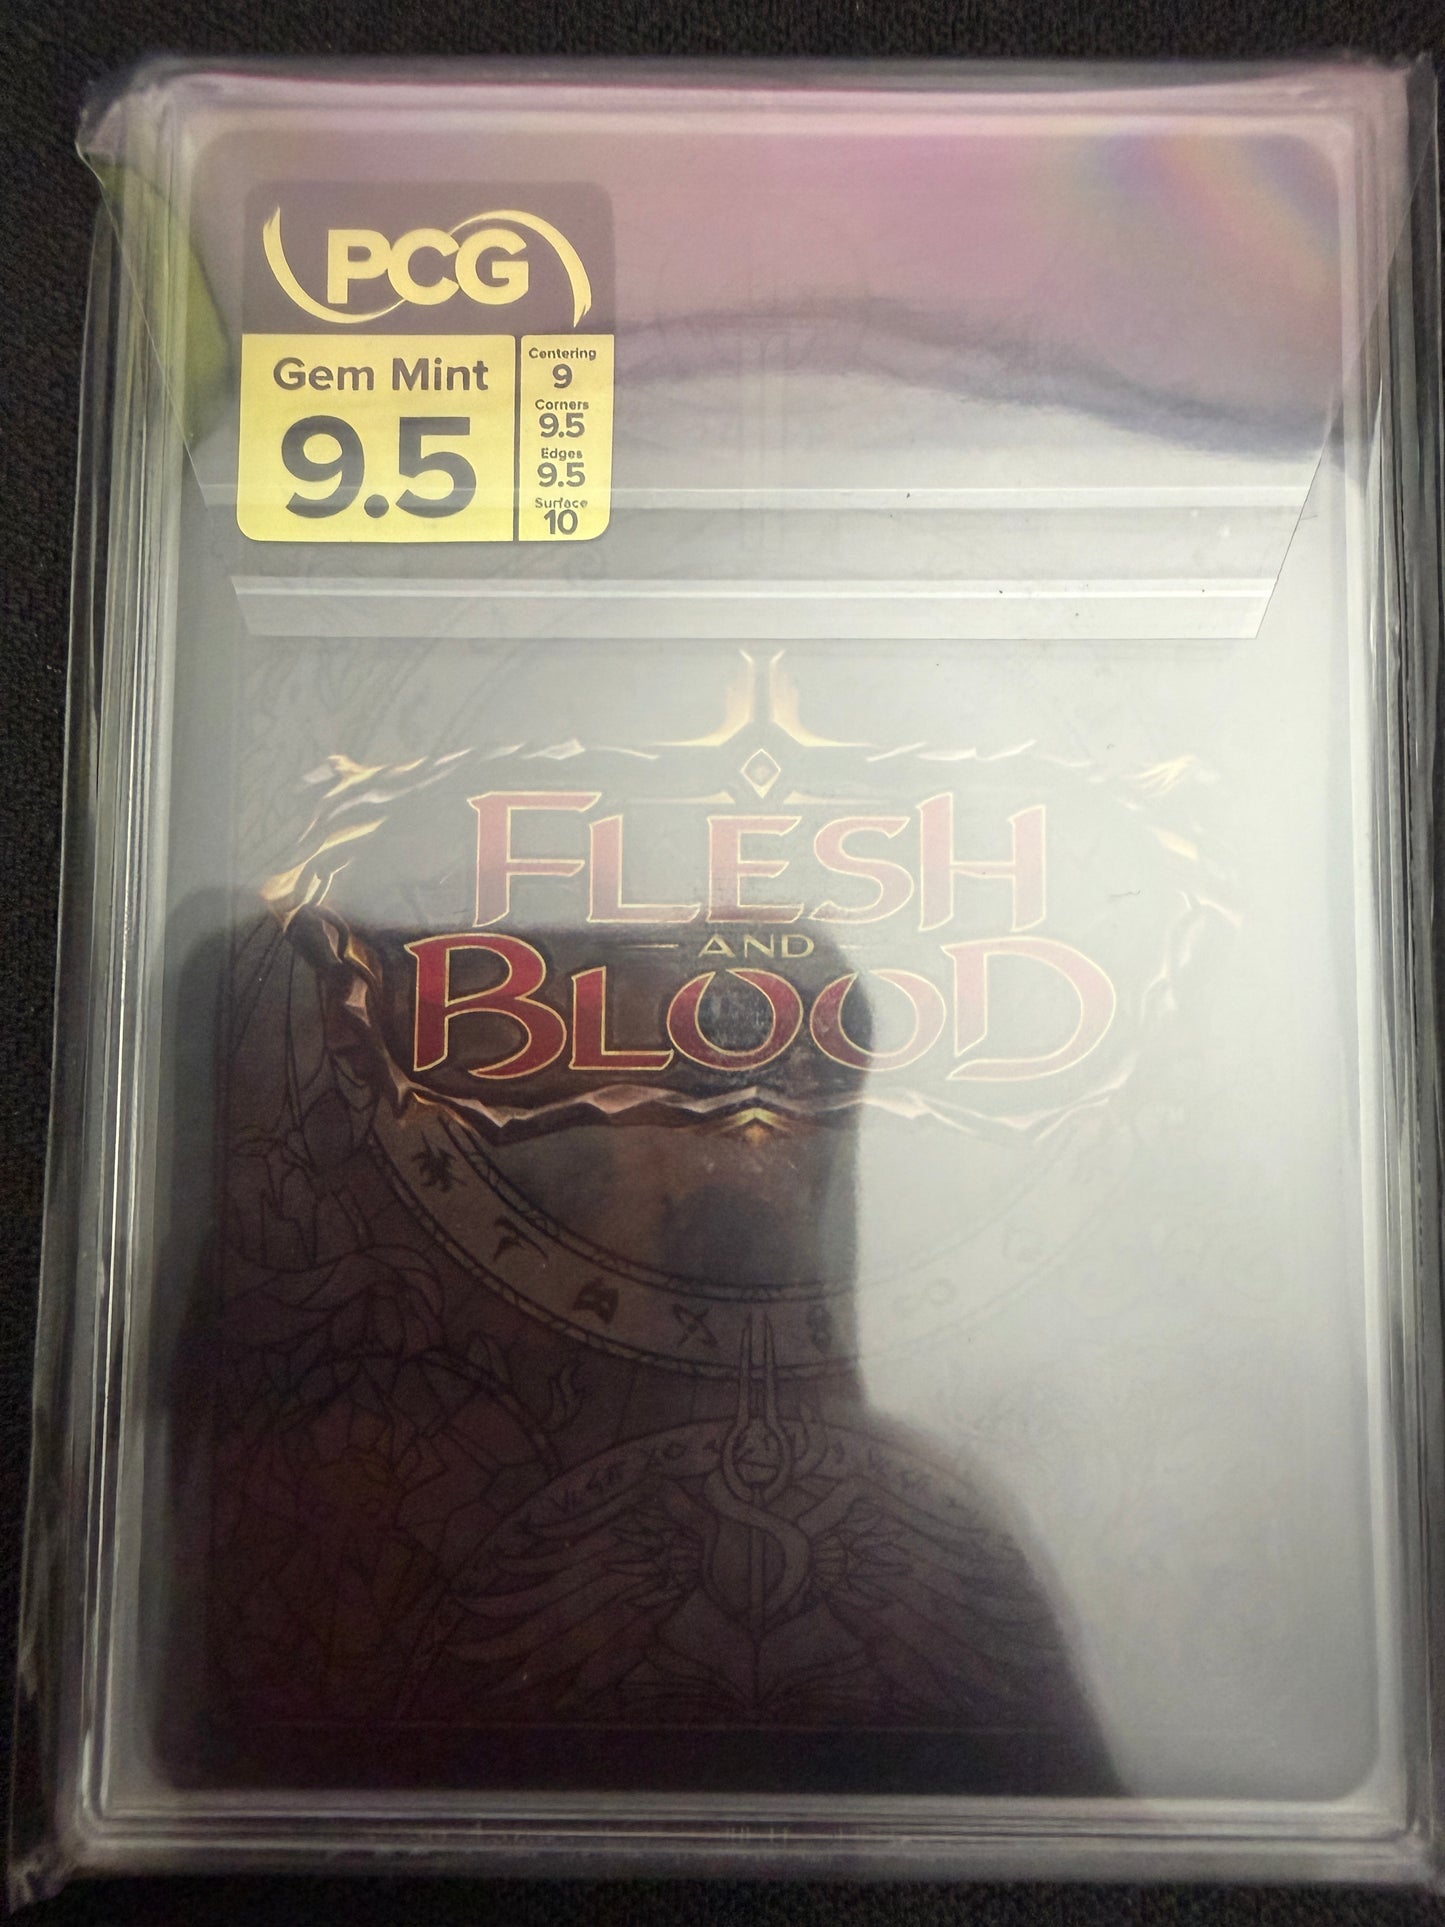 PCG
Gem Mint
9.5
Centering
9
Corners
9.5
Edges
9.5
Surface
10
FLESH
AND
BLOOD